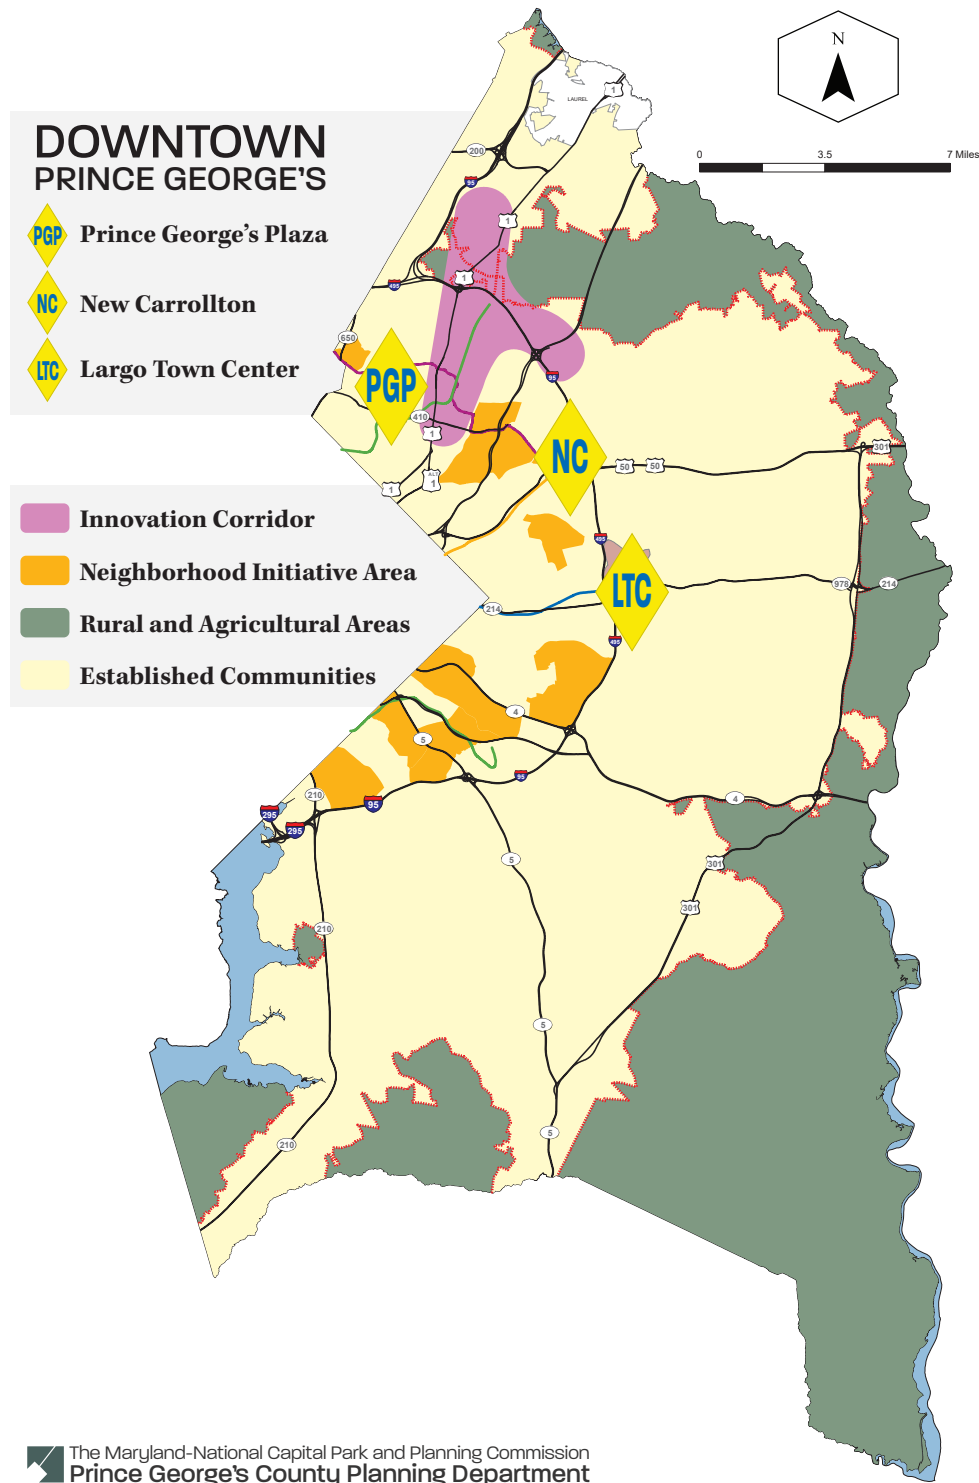 N
0 3.5 7 Miles
DOWNTOWN
PRINCE GEORGE'S
PGP Prince George's Plaza
NC New Carrollton
LTC Largo Town Center
Innovation Corridor
Neighborhood Initiative Area
Rural and Agricultural Areas
Established Communities
LAUREL
1
200
95
1
1
495
650
95
PGP
410
1
NC
301
50 50
ALT
1
1
495
LTC
978
214
214
495
4
5
95
210
95
4
295
295
5
301
301
210
5
5
210
The Maryland-National Capital Park and Planning Commission
Prince George's County Planning Department